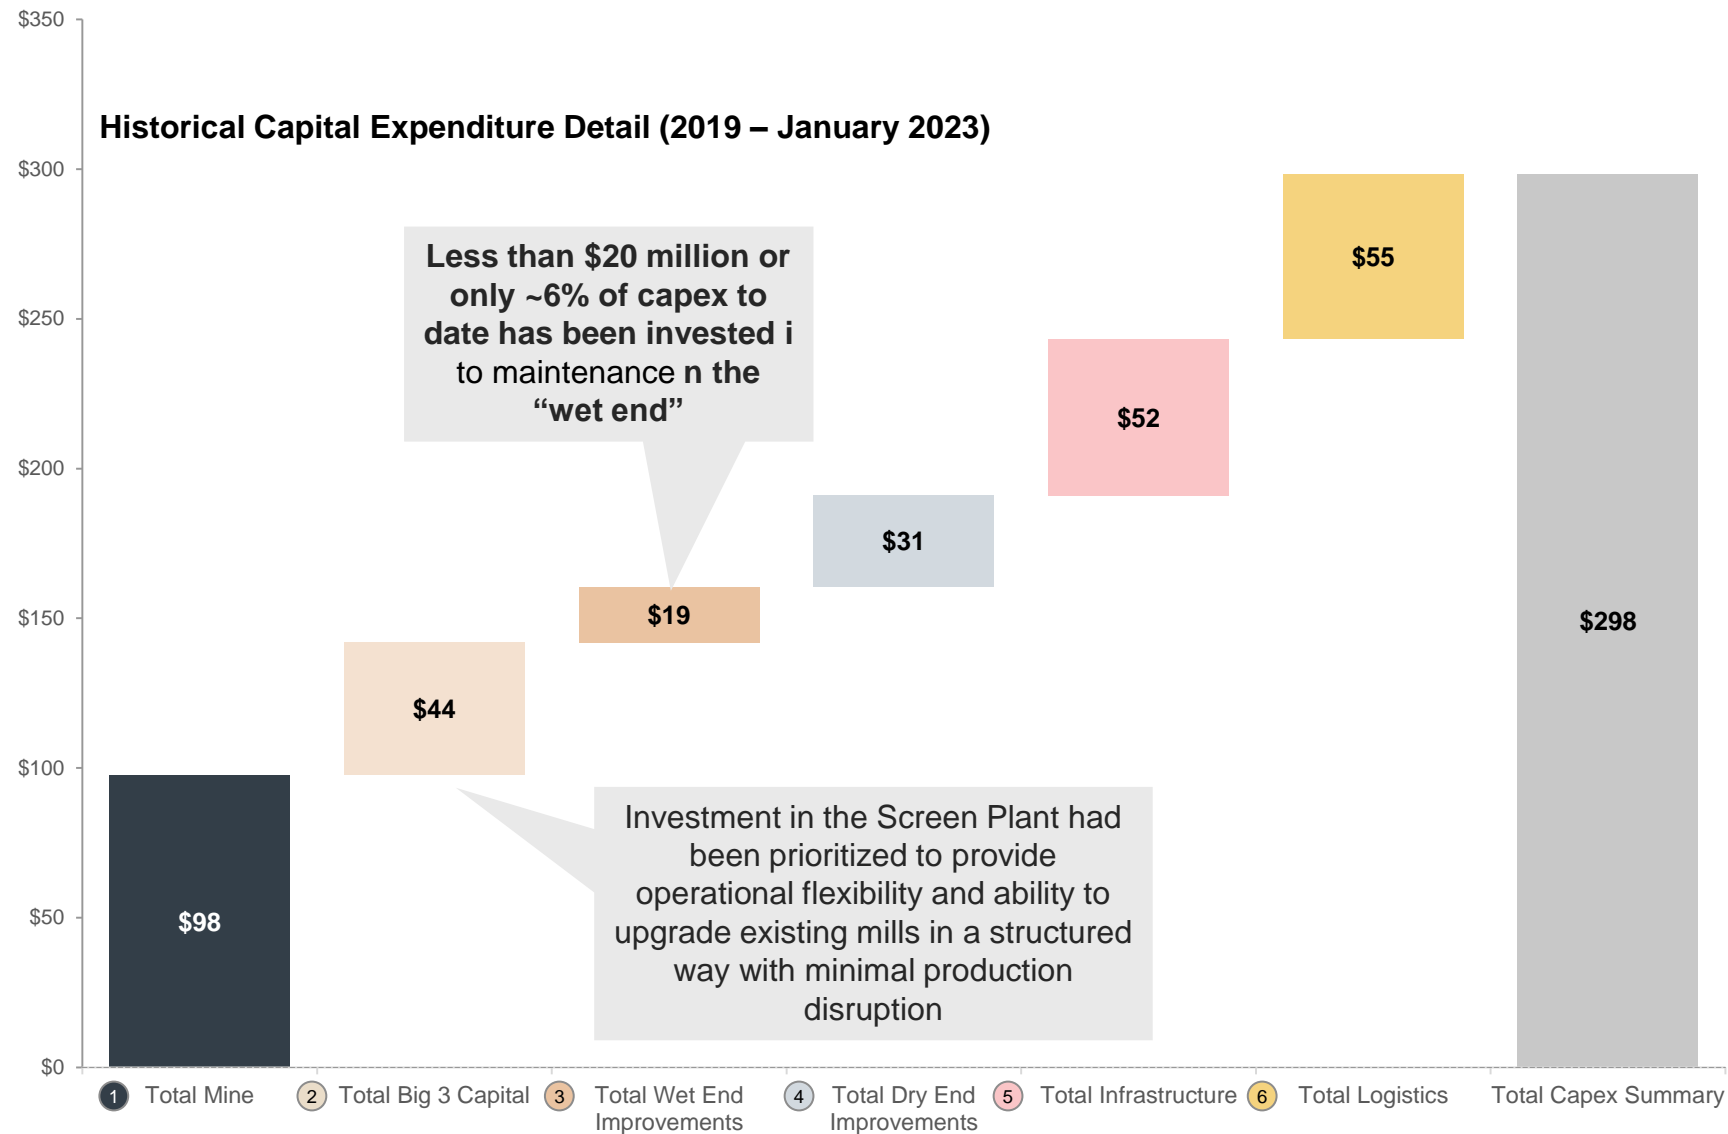 $350
Historical Capital Expenditure Detail (2019 – January 2023)
$300
$250
$200
$150
$100
$50
$0
Less than $20 million or
only ~6% of capex to
date has been invested i
to maintenance n the
“wet end”
Investment in the Screen Plant had
been prioritized to provide
operational flexibility and ability to
upgrade existing mills in a structured
way with minimal production
disruption
$98
$44
$19
$31
$52
$55
$298
1 Total Mine
2 Total Big 3 Capital
3 Total Wet End
Improvements
4 Total Dry End
Improvements
5 Total Infrastructure
6 Total Logistics
Total Capex Summary